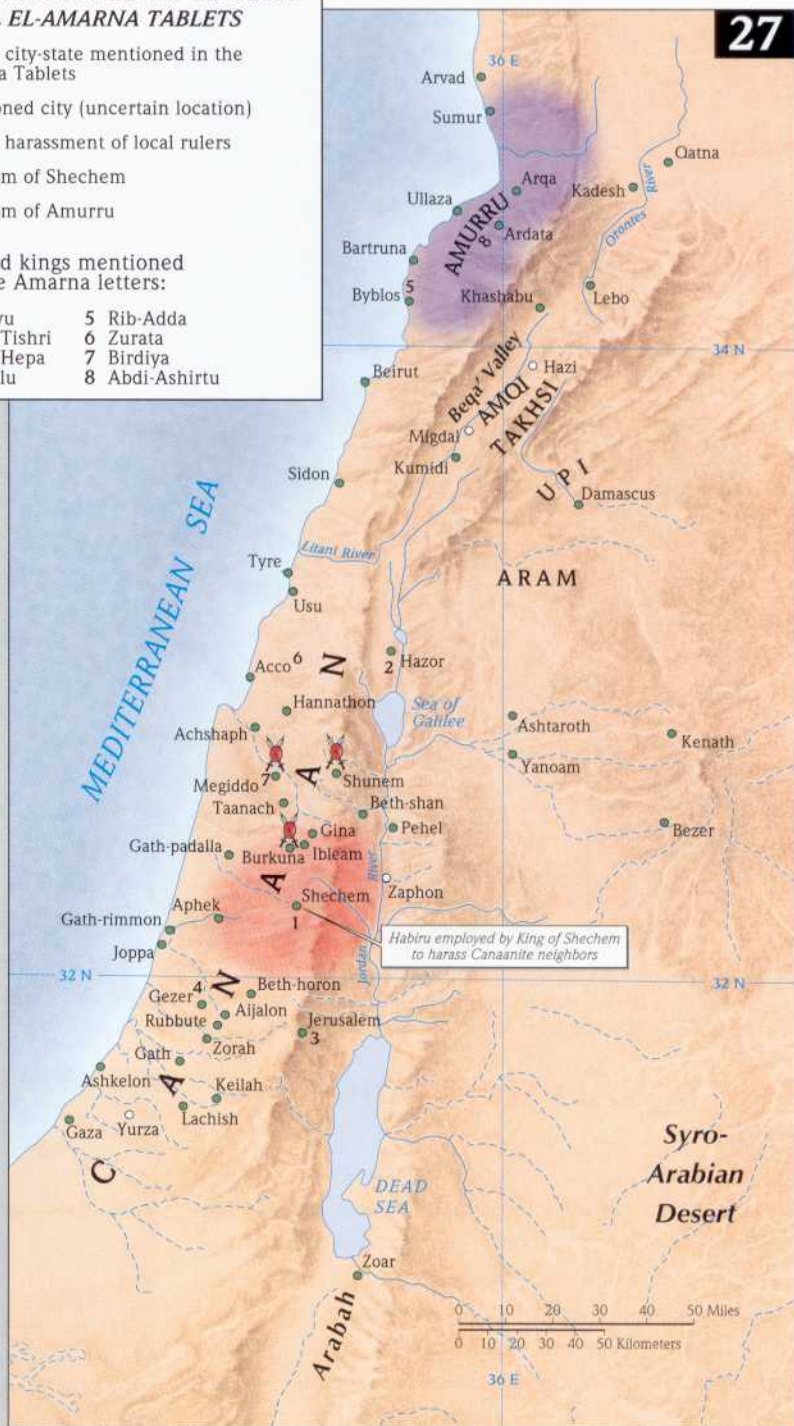 EL-AMARNA TABLETS
city-state mentioned in the
Tablets
city (uncertain location)
harassment of local rulers
of Shechem
of Amurru
kings mentioned
Amarna letters:
5 Rib-Adda
Tishri 6 Zurata
Hepa 7 Birdiya
8 Abdi-Ashirtu
27
36 E
Arvad
Sumur
Qatna
Arqa
Kadesh
River
Orontes
Ullaza
AMURRU
8
Ardata
Bartruna
Byblos 5
Khashabu
Lebo
34 N
Beirut
Beqa' Valley
Hazi
AMQI
TAKHSI
Migdal
Kumidi
UPI
Damascus
Sidon
MEDITERRANEAN SEA
Litani River
Tyre
Usu
ARAM
Acco 6
2 Hazor
Hannathon
Sea of
Galilee
Achshaph
Ashtaroth
Kenath
Yanoam
Megiddo 7
Shunem
Taanach
Beth-shan
Gina
Pehel
Bezer
Gath-padalla
Burkuna
Ibleam
River
Zaphon
Shechem
1
Aphek
Gath-rimmon
Habiru employed by King of Shechem
to harass Canaanite neighbors
Joppa
Jordan
32 N
32 N
Beth-horon
Gezer 4
Aijalon
Rubbute
Jerusalem
3
Zorah
Gath
Ashkelon
Keilah
Lachish
Gaza
Yurza
CANAAN
Syro-
Arabian
Desert
DEAD
SEA
Zoar
Arabah
0 10 20 30 40 50 Miles
0 10 20 30 40 50 Kilometers
36 E